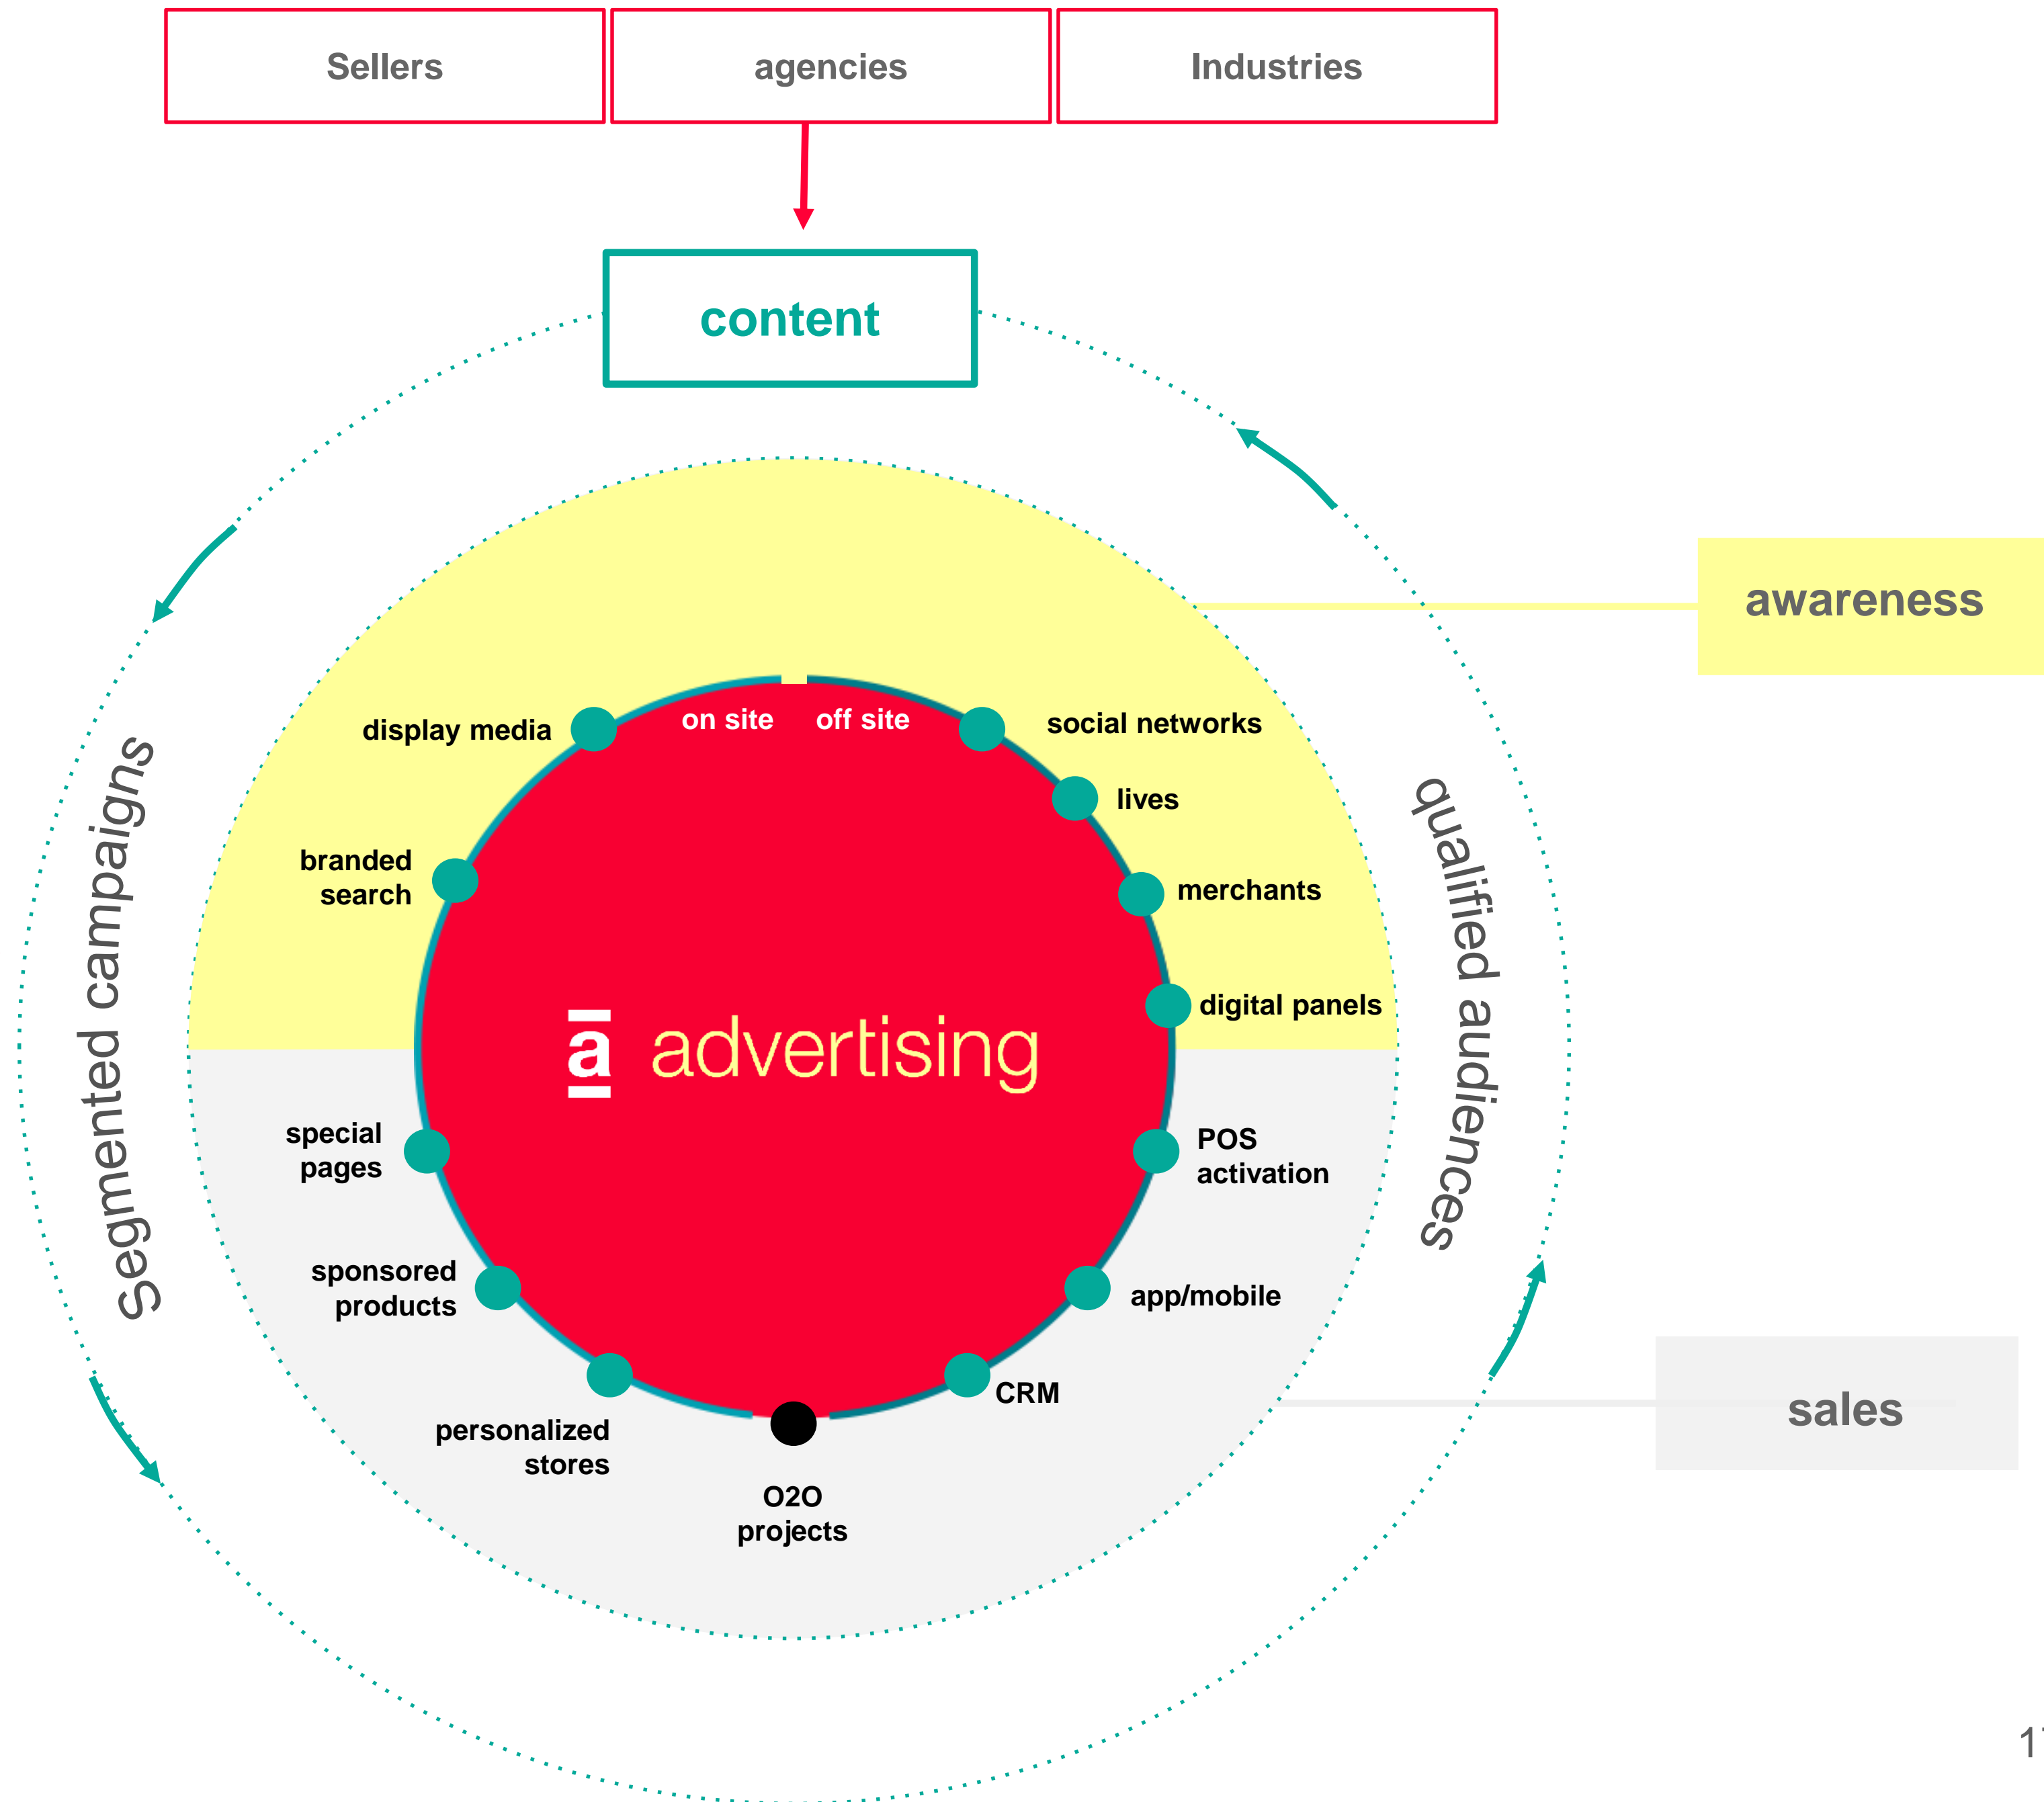 Sellers
agencies
Industries
content
awareness
on site
off site
display media
social networks
lives
branded
search
merchants
digital panels
Segmented campaigns
qualified audiences
a advertising
special
pages
POS
activation
sponsored
products
app/mobile
CRM
personalized
stores
sales
O2O
projects